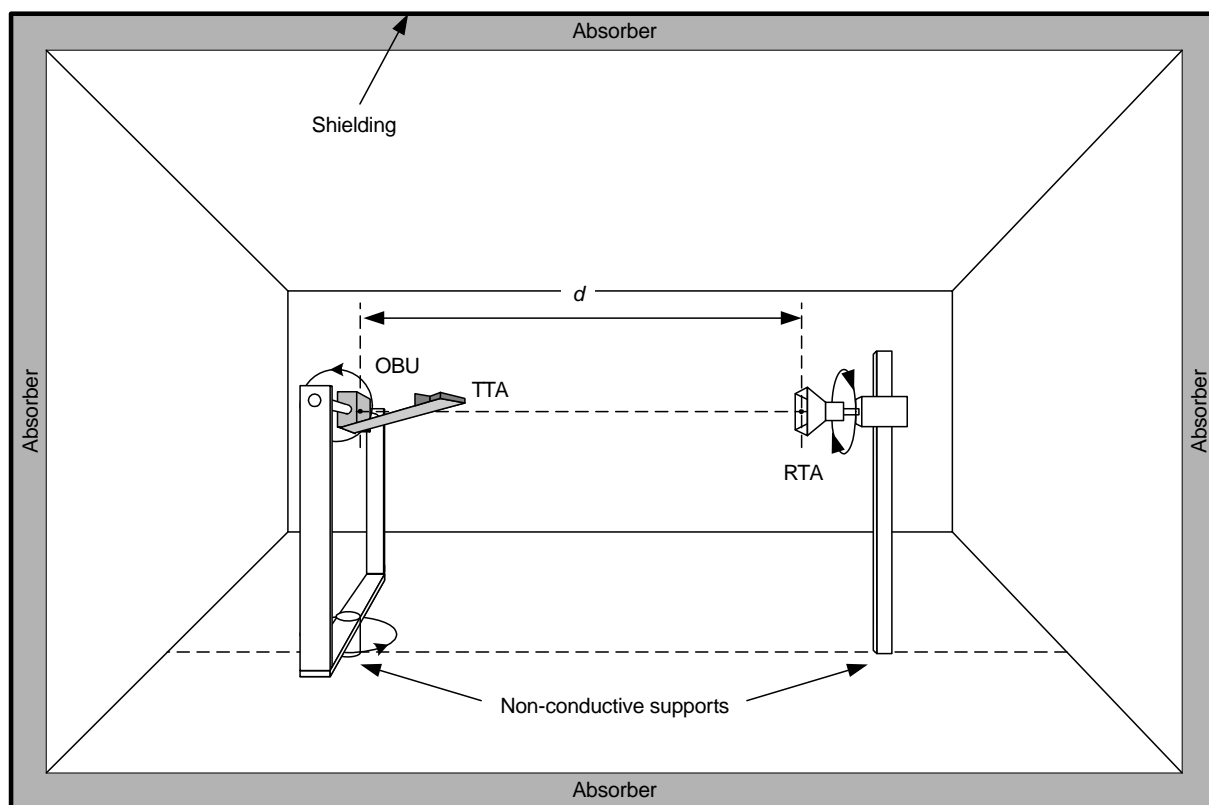 Absorber
Shielding
d
OBU
TTA
Absorber
Absorber
RTA
Non-conductive supports
Absorber